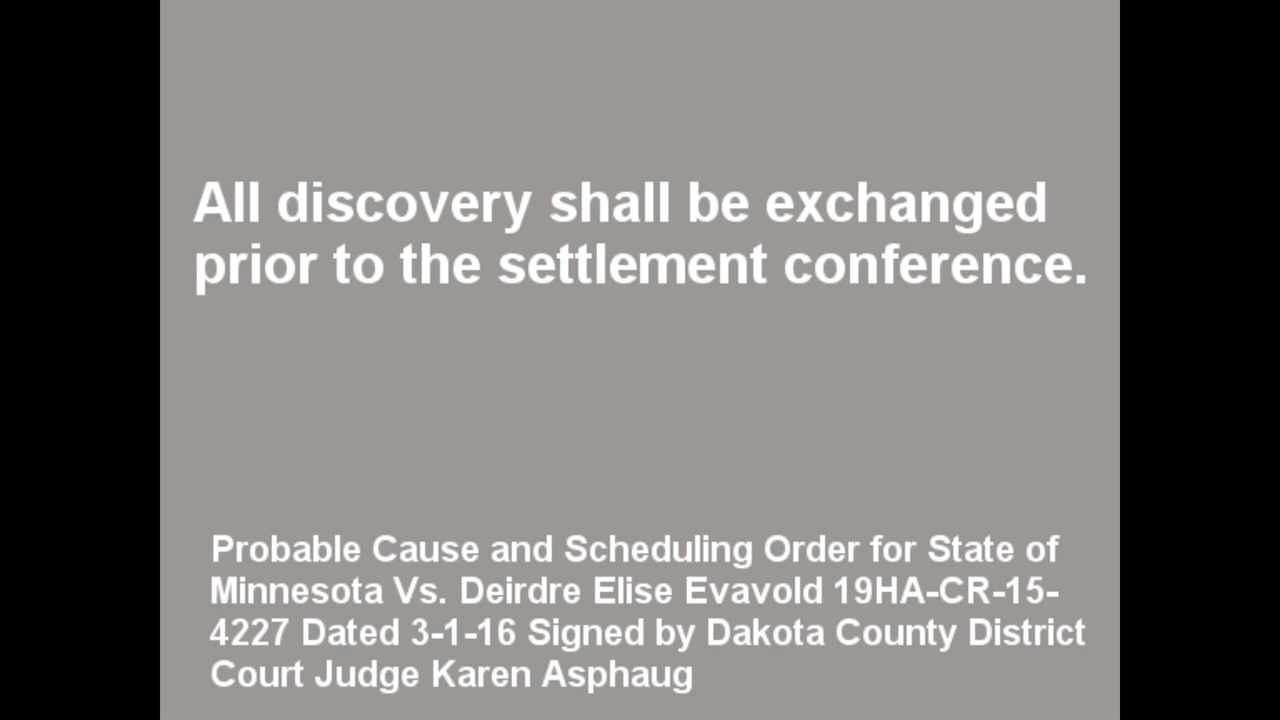 All discovery shall be exchanged
prior to the settlement conference.
Probable Cause and Scheduling Order for State of
Minnesota Vs. Deirdre Elise Evavold 19HA-CR-15-
4227 Dated 3-1-16 Signed by Dakota County District
Court Judge Karen Asphaug